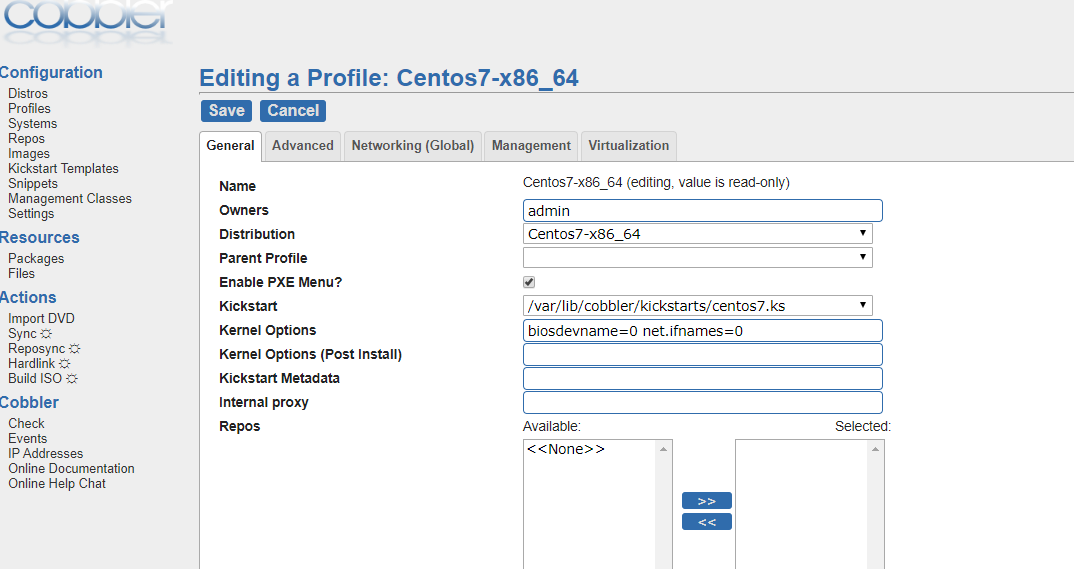 cobbler
Configuration
Distros
Profiles
Systems
Repos
Images
Kickstart Templates
Snippets
Management Classes
Settings
Resources
Packages
Files
Actions
Import DVD
Sync
Reposync
Hardlink
Build ISO
Cobbler
Check
Events
IP Addresses
Online Documentation
Online Help Chat
Editing a Profile: Centos7-x86_64
Save Cancel
General Advanced Networking (Global) Management Virtualization
Name Centos7-x86_64 (editing, value is read-only)
Owners admin
Distribution Centos7-x86_64
Parent Profile
Enable PXE Menu?
Kickstart /var/lib/cobbler/kickstarts/centos7.ks
Kernel Options biosdevname=0 net.ifnames=0
Kernel Options (Post Install)
Kickstart Metadata
Internal proxy
Repos Available: Selected:
<<None>>
>>
<<